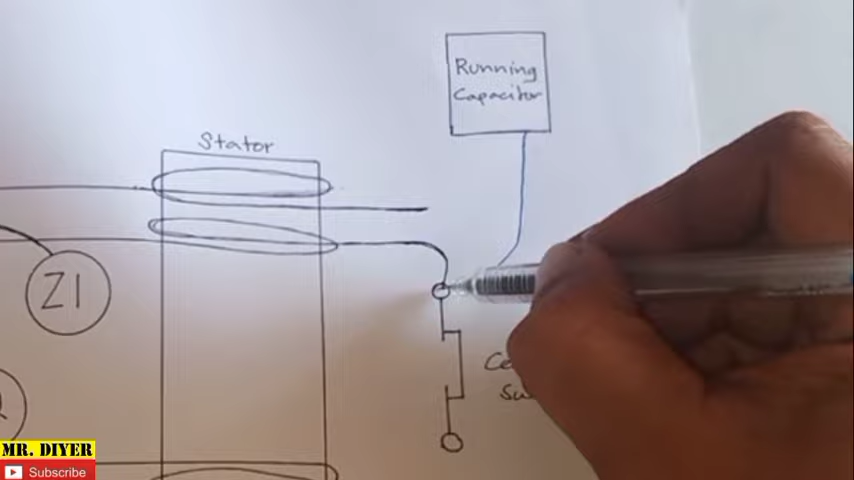 Running
Capacitor
Stator
Z1
MR. DIYER
Subscribe